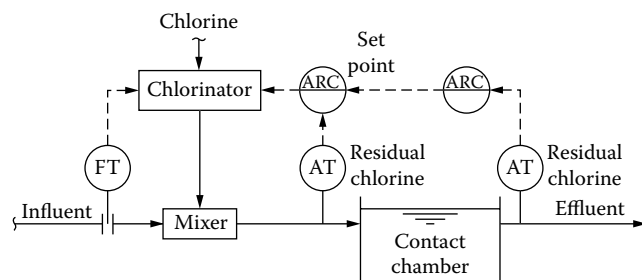 Chlorine
Set
point
Chlorinator
ARC
ARC
FT
AT
Residual
chlorine
AT
Residual
chlorine
Influent
Mixer
Effluent
Contact
chamber